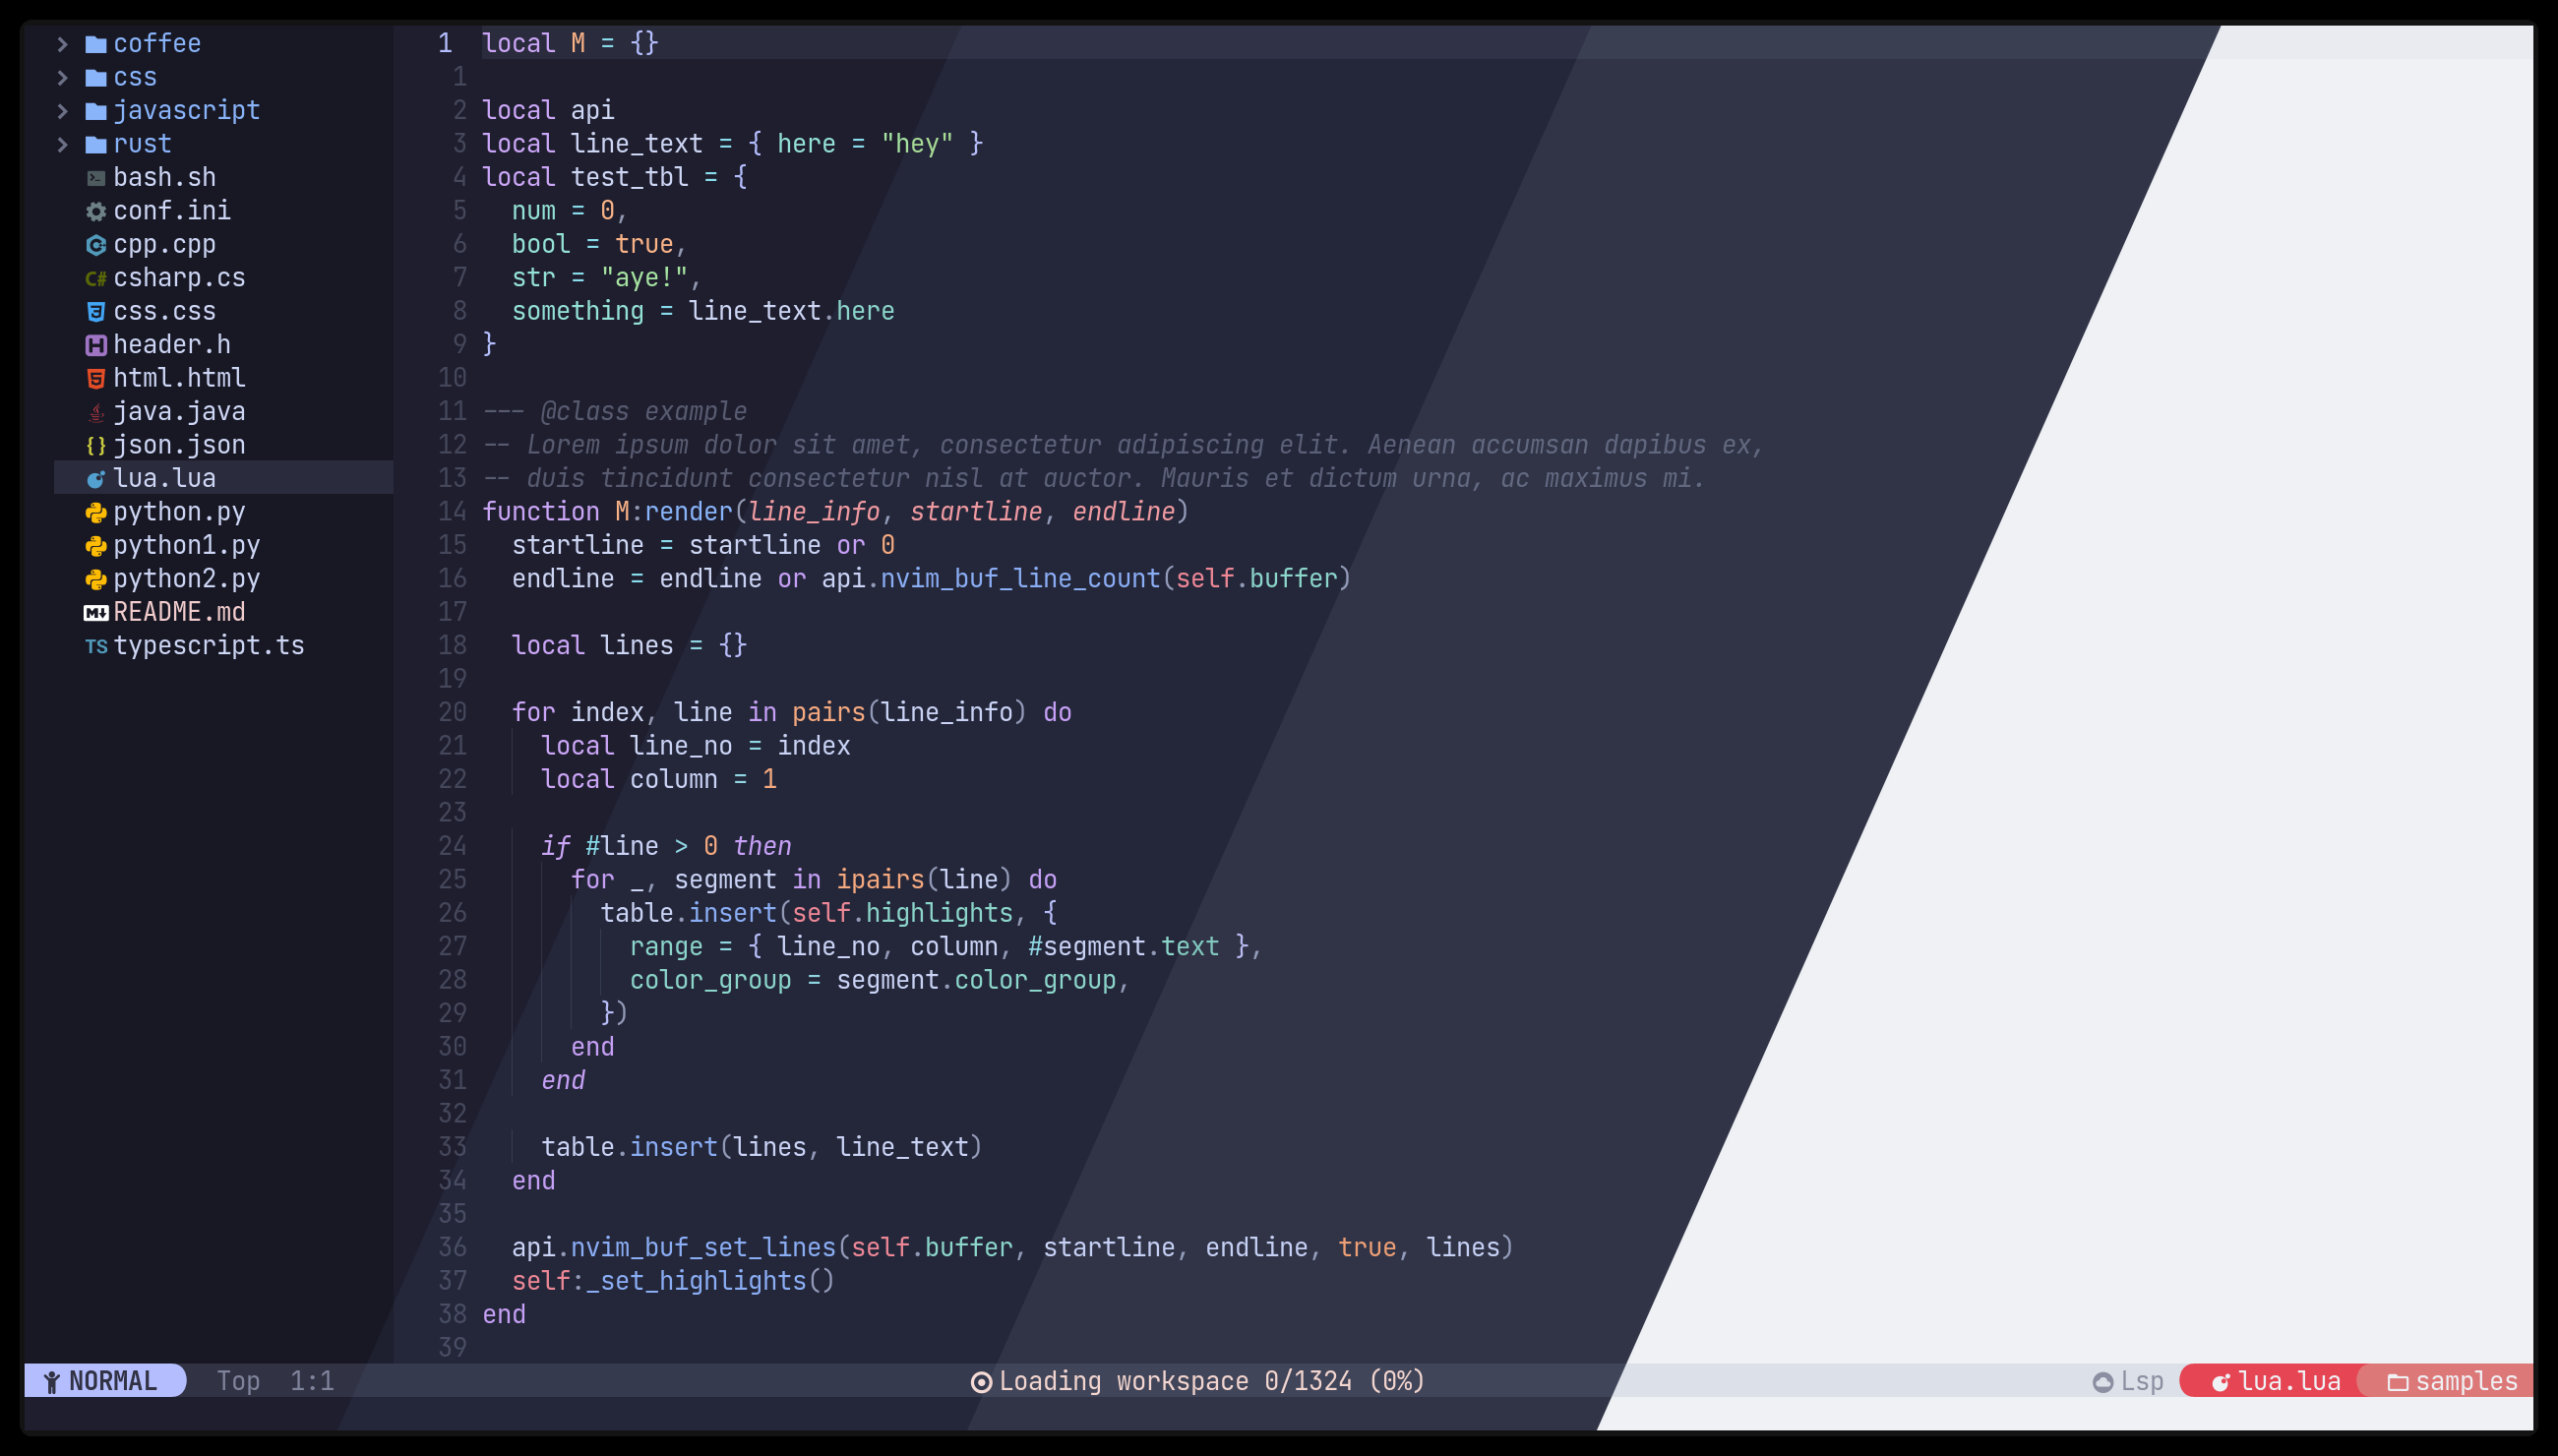 coffee
css
javascript
rust
bash.sh
conf.ini
cpp.cpp
C# csharp.cs
css.css
header.h
html.html
java.java
{} json.json
lua.lua
python.py
python1.py
python2.py
README.md
TS typescript.ts
1 local M = {}
1
2 local api
3 local line_text = { here = "hey" }
4 local test_tbl = {
5   num = 0,
6   bool = true,
7   str = "aye!",
8   something = line_text.here
9 }
10
11 --- @class example
12 -- Lorem ipsum dolor sit amet, consectetur adipiscing elit. Aenean accumsan dapibus ex,
13 -- duis tincidunt consectetur nisl at auctor. Mauris et dictum urna, ac maximus mi.
14 function M:render(line_info, startline, endline)
15   startline = startline or 0
16   endline = endline or api.nvim_buf_line_count(self.buffer)
17
18   local lines = {}
19
20   for index, line in pairs(line_info) do
21     local line_no = index
22     local column = 1
23
24     if #line > 0 then
25       for _, segment in ipairs(line) do
26         table.insert(self.highlights, {
27           range = { line_no, column, #segment.text },
28           color_group = segment.color_group,
29         })
30       end
31     end
32
33     table.insert(lines, line_text)
34   end
35
36   api.nvim_buf_set_lines(self.buffer, startline, endline, true, lines)
37   self:_set_highlights()
38 end
39
NORMAL Top 1:1 Loading workspace 0/1324 (0%) Lsp lua.lua samples